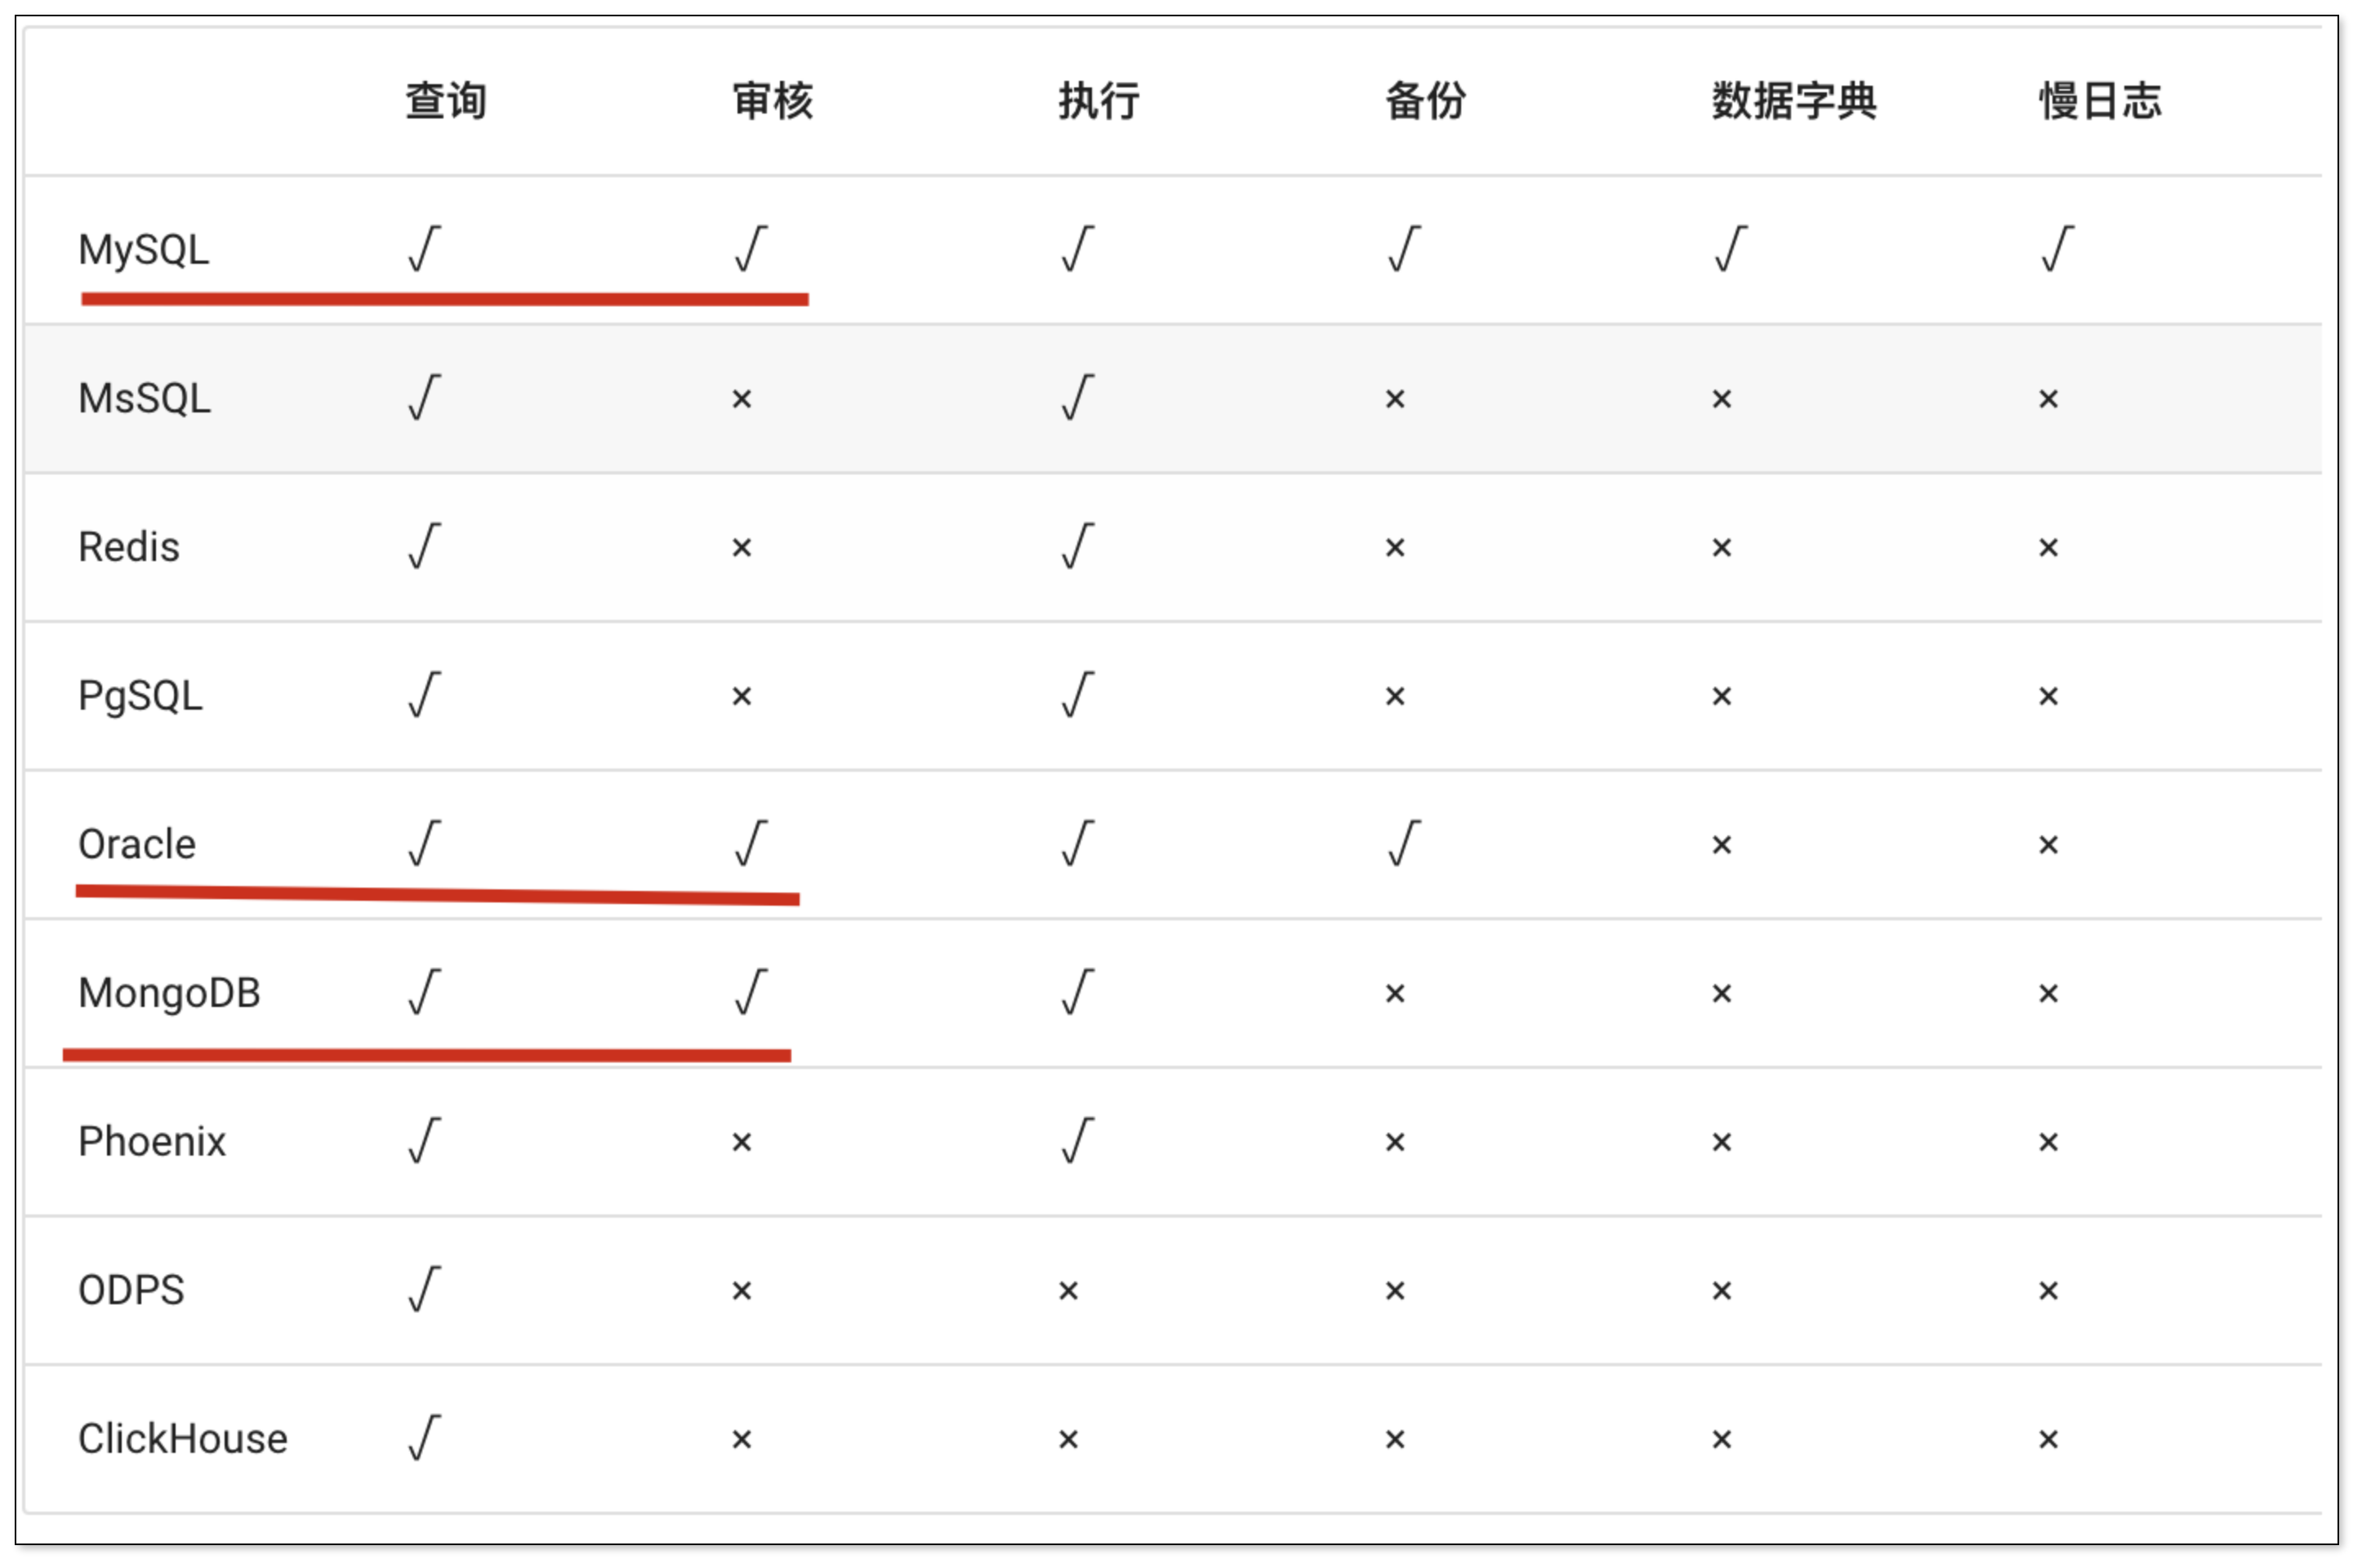 查询 审核 执行 备份 数据字典 慢日志
MySQL √ √ √ √ √ √
MsSQL √ × √ × × ×
Redis √ × √ × × ×
PgSQL √ × √ × × ×
Oracle √ √ √ √ × ×
MongoDB √ √ √ × × ×
Phoenix √ × √ × × ×
ODPS √ × × × × ×
ClickHouse √ × × × × ×